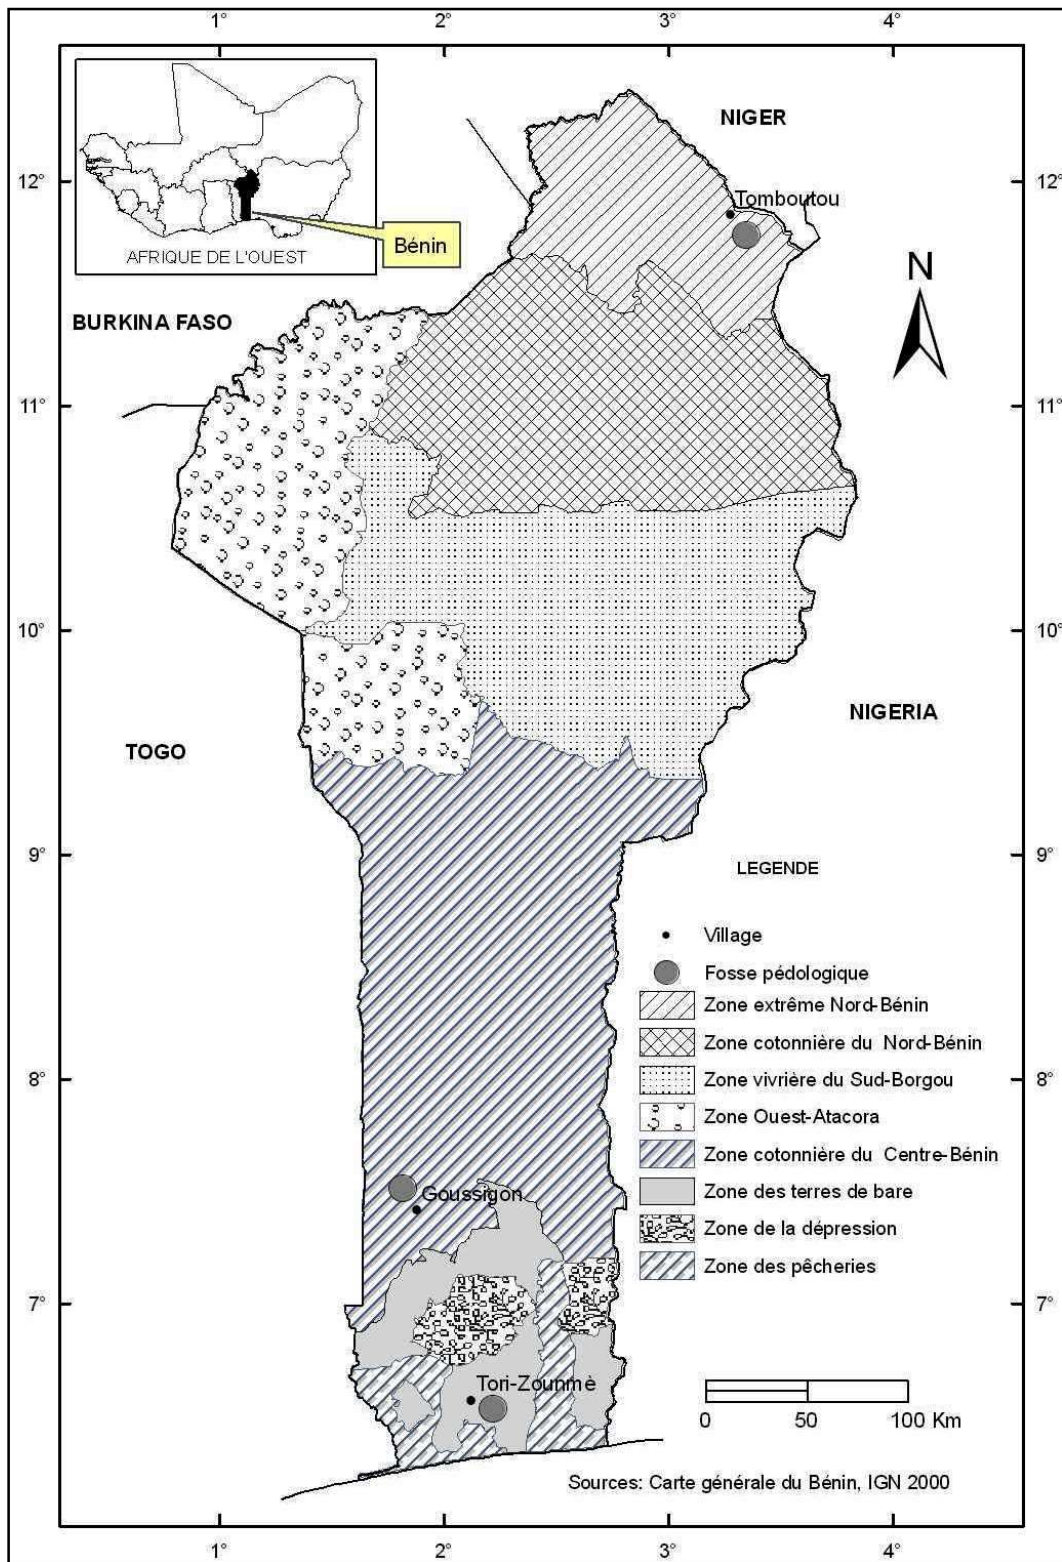 1°
2°
3°
4°
NIGER
12°
12°
Tomboutou
Bénin
AFRIQUE DE L'OUEST
N
BURKINA FASO
11°
11°
10°
10°
NIGERIA
TOGO
9°
9°
LEGENDE
Village
Fosse pédologique
Zone extrême Nord-Bénin
Zone cotonnière du Nord-Bénin
Zone vivrière du Sud-Borgou
Zone Ouest-Atacora
Zone cotonnière du Centre-Bénin
Zone des terres de bare
Zone de la dépression
Zone des pêcheries
8°
8°
Goussigon
7°
7°
Tori-Zounmè
0 50 100 Km
Sources: Carte générale du Bénin, IGN 2000
1°
2°
3°
4°